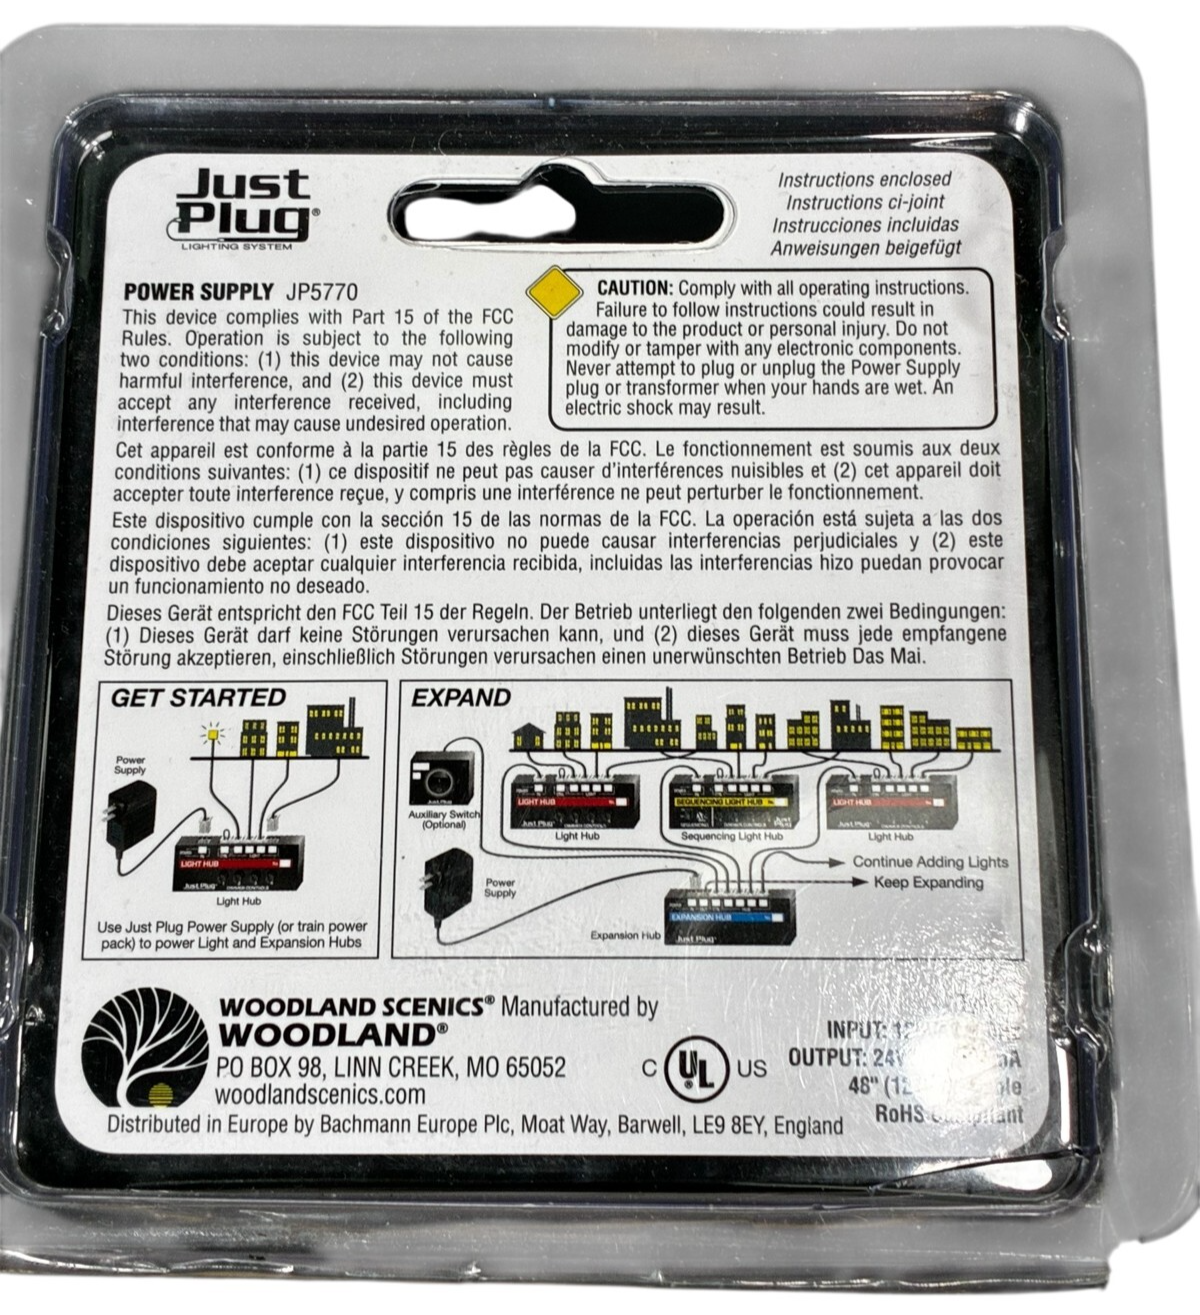 Just
Plug®
LIGHTING SYSTEM
Instructions enclosed
Instructions ci-joint
Instrucciones incluidas
Anweisungen beigefügt
POWER SUPPLY JP5770
This device complies with Part 15 of the FCC
Rules. Operation is subject to the following
two conditions: (1) this device may not cause
harmful interference, and (2) this device must
accept any interference received, including
interference that may cause undesired operation.
CAUTION: Comply with all operating instructions.
Failure to follow instructions could result in
damage to the product or personal injury. Do not
modify or tamper with any electronic components.
Never attempt to plug or unplug the Power Supply
plug or transformer when your hands are wet. An
electric shock may result.
Cet appareil est conforme à la partie 15 des règles de la FCC. Le fonctionnement est soumis aux deux
conditions suivantes: (1) ce dispositif ne peut pas causer d'interférences nuisibles et (2) cet appareil doit
accepter toute interference reçue, y compris une interférence ne peut perturber le fonctionnement.
Este dispositivo cumple con la sección 15 de las normas de la FCC. La operación está sujeta a las dos
condiciones siguientes: (1) este dispositivo no puede causar interferencias perjudiciales y (2) este
dispositivo debe aceptar cualquier interferencia recibida, incluidas las interferencias hizo puedan provocar
un funcionamiento no deseado.
Dieses Gerät entspricht den FCC Teil 15 der Regeln. Der Betrieb unterliegt den folgenden zwei Bedingungen:
(1) Dieses Gerät darf keine Störungen verursachen kann, und (2) dieses Gerät muss jede empfangene
Störung akzeptieren, einschließlich Störungen verursachen einen unerwünschten Betrieb Das Mai.
GET STARTED
Power
Supply
LIGHT HUB
Just Plug
Light Hub
Use Just Plug Power Supply (or train power
pack) to power Light and Expansion Hubs
EXPAND
Auxiliary Switch
(Optional)
LIGHT HUB
Just Plug
Light Hub
SEQUENCING LIGHT HUB
Sequencing Light Hub
LIGHT HUB
Just Plug
Light Hub
Continue Adding Lights
Keep Expanding
Power
Supply
EXPANSION HUB
Just Plug
Expansion Hub
WOODLAND SCENICS® Manufactured by
WOODLAND®
PO BOX 98, LINN CREEK, MO 65052
woodlandscenics.com
Distributed in Europe by Bachmann Europe Plc, Moat Way, Barwell, LE9 8EY, England
C UL® US
INPUT:
OUTPUT:
48"
RoHS